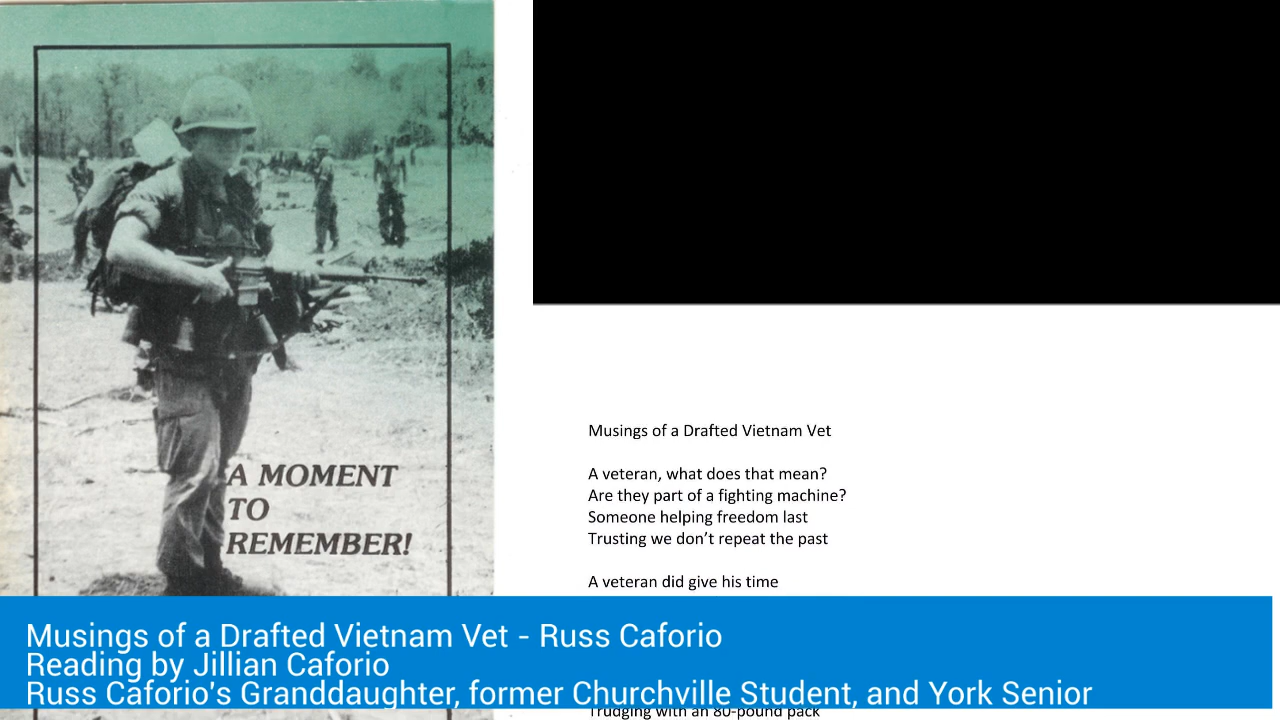 A MOMENT
TO
REMEMBER!
Musings of a Drafted Vietnam Vet
A veteran, what does that mean?
Are they part of a fighting machine?
Someone helping freedom last
Trusting we don’t repeat the past
A veteran did give his time
Musings of a Drafted Vietnam Vet - Russ Caforio
Reading by Jillian Caforio
Russ Caforio's Granddaughter, former Churchville Student, and York Senior
Trudging with an 80-pound pack